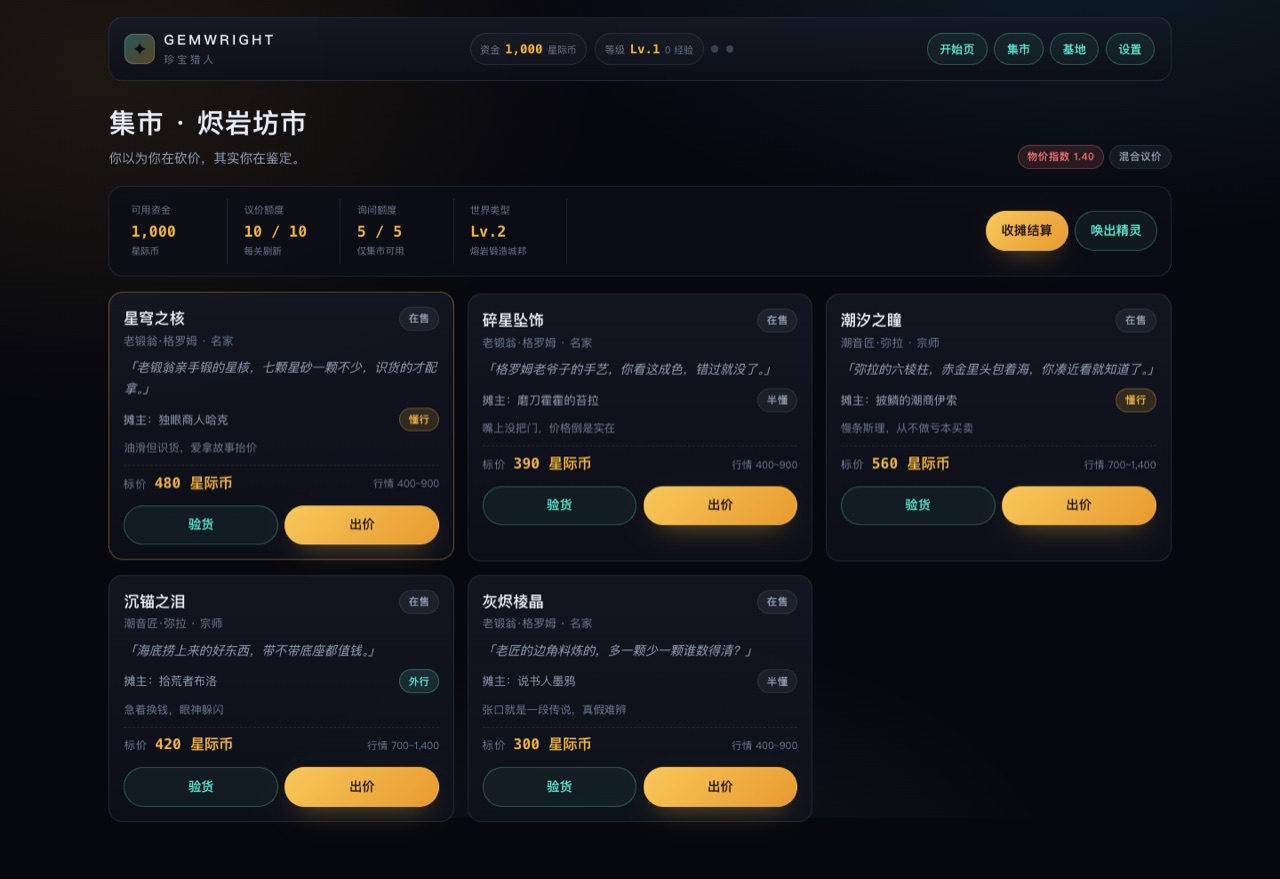 GEMWRIGHT
珍宝猎人
资金 1,000 星际币
等级 Lv.1 0 经验
开始页
集市
基地
设置
集市 · 烬岩坊市
你以为你在砍价，其实你在鉴定。
物价指数 1.40
混合议价
可用资金
1,000
星际币
议价额度
10 / 10
每关刷新
询问额度
5 / 5
仅集市可用
世界类型
Lv.2
熔岩锻造城邦
收摊结算
唤出精灵
星穹之核
在售
老锻翁·格罗姆 · 名家
「老锻翁亲手锻的星核，七颗星砂一颗不少，识货的才配
拿。」
摊主：独眼商人哈克
懂行
油滑但识货，爱拿故事抬价
标价 480 星际币
行情 400~900
验货
出价
碎星坠饰
在售
老锻翁·格罗姆 · 名家
「格罗姆老爷子的手艺，你看这成色，错过就没了。」
摊主：磨刀霍霍的苔拉
半懂
嘴上没把门，价格倒是实在
标价 390 星际币
行情 400~900
验货
出价
潮汐之瞳
在售
潮音匠·弥拉 · 宗师
「弥拉的六棱柱，赤金里头包着海，你凑近看就知道了。」
摊主：披鳞的潮商伊索
懂行
慢条斯理，从不做亏本买卖
标价 560 星际币
行情 700~1,400
验货
出价
沉锚之泪
在售
潮音匠·弥拉 · 宗师
「海底捞上来的好东西，带不带底座都值钱。」
摊主：拾荒者布洛
外行
急着换钱，眼神躲闪
标价 420 星际币
行情 700~1,400
验货
出价
灰烬棱晶
在售
老锻翁·格罗姆 · 名家
「老匠的边角料炼的，多一颗少一颗谁数得清？」
摊主：说书人墨鸦
半懂
张口就是一段传说，真假难辨
标价 300 星际币
行情 400~900
验货
出价